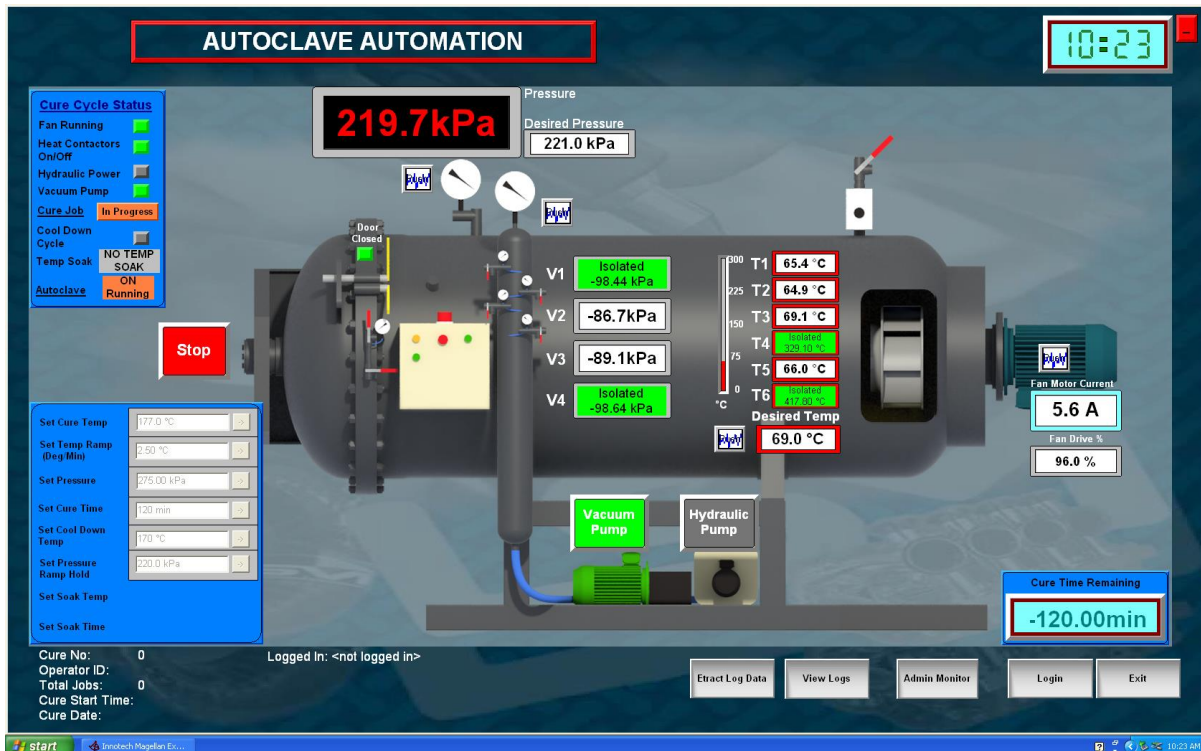 AUTOCLAVE AUTOMATION
10:23
Cure Cycle Status
Fan Running
Heat Contactors
On/Off
Hydraulic Power
Vacuum Pump
Cure Job
In Progress
Cool Down
Cycle
Temp Soak
NO TEMP
SOAK
Autoclave
ON
Running
219.7kPa
Pressure
Desired Pressure
221.0 kPa
Door
Closed
Stop
V1
Isolated
-98.44 kPa
V2
-86.7kPa
V3
-89.1kPa
V4
Isolated
-98.64 kPa
300
225
150
75
0
°C
T1
65.4 °C
T2
64.9 °C
T3
69.1 °C
T4
Isolated
329.10 °C
T5
66.0 °C
T6
Isolated
417.80 °C
Desired Temp
69.0 °C
Fan Motor Current
5.6 A
Fan Drive %
96.0 %
Set Cure Temp
177.0 °C
Set Temp Ramp
(Deg/Min)
2.50 °C
Set Pressure
275.00 kPa
Set Cure Time
120 min
Set Cool Down
Temp
170 °C
Set Pressure
Ramp Hold
220.0 kPa
Set Soak Temp
Set Soak Time
Vacuum
Pump
Hydraulic
Pump
Cure Time Remaining
-120.00min
Cure No: 0
Operator ID:
Total Jobs: 0
Cure Start Time:
Cure Date:
Logged In: <not logged in>
Etract Log Data
View Logs
Admin Monitor
Login
Exit
start
Innotech Magellan Ex...
10:23 AM